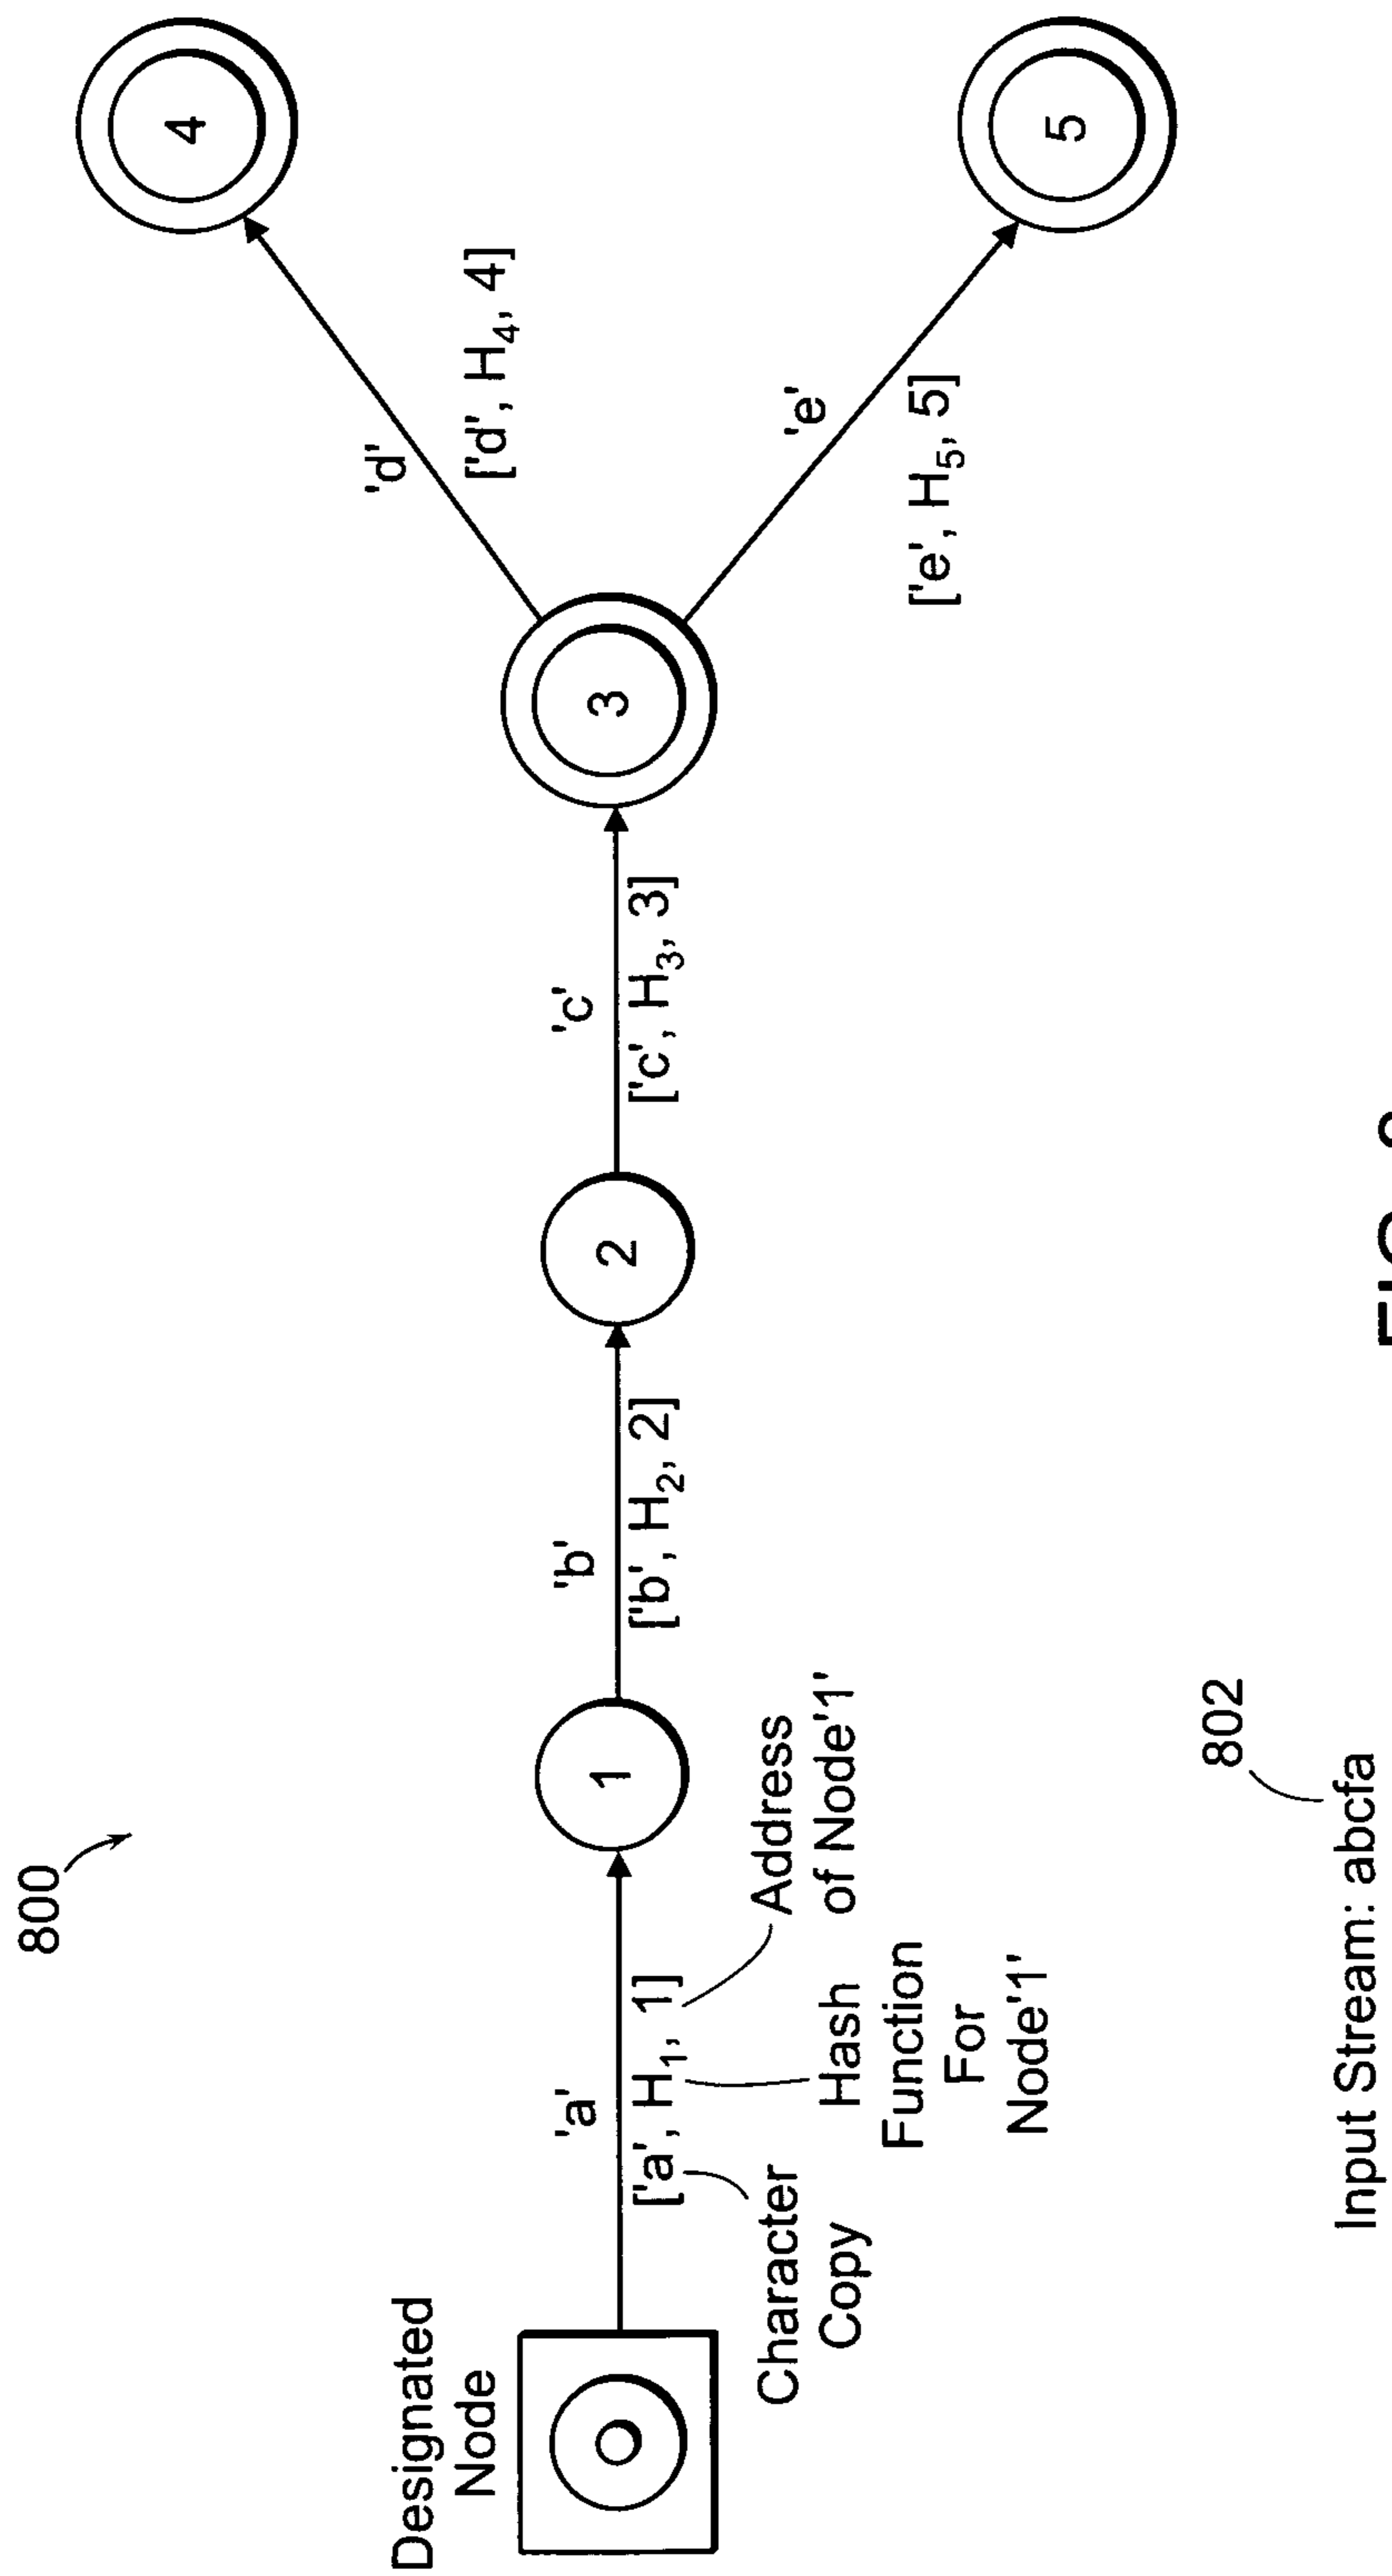 800
Designated
Node
'a'
['a', H₁, 1]
Character
Copy
Hash
Function
For
Node'1'
Address
of Node'1'
1
'b'
['b', H₂, 2]
2
'c'
['c', H₃, 3]
3
'd'
['d', H₄, 4]
4
'e'
['e', H₅, 5]
5
802
Input Stream: abcfa